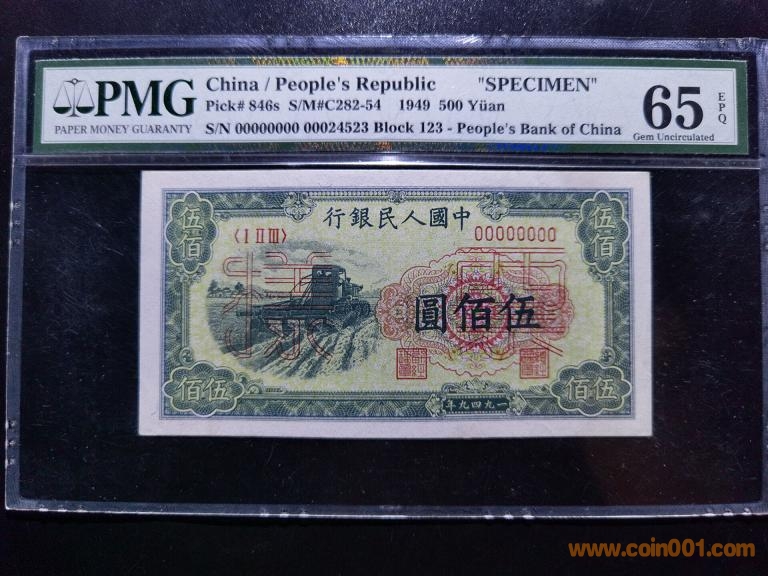 PMG
PAPER MONEY GUARANTY
China / People's Republic "SPECIMEN"
Pick# 846s S/M#C282-54 1949 500 Yüan
S/N 00000000 00024523 Block 123 - People's Bank of China
65 EPQ
Gem Uncirculated
行銀民人國中
〈I II III〉
00000000
伍佰
伍佰
樣
圓佰伍
佰伍
佰伍
年九四九一
www.coin001.com